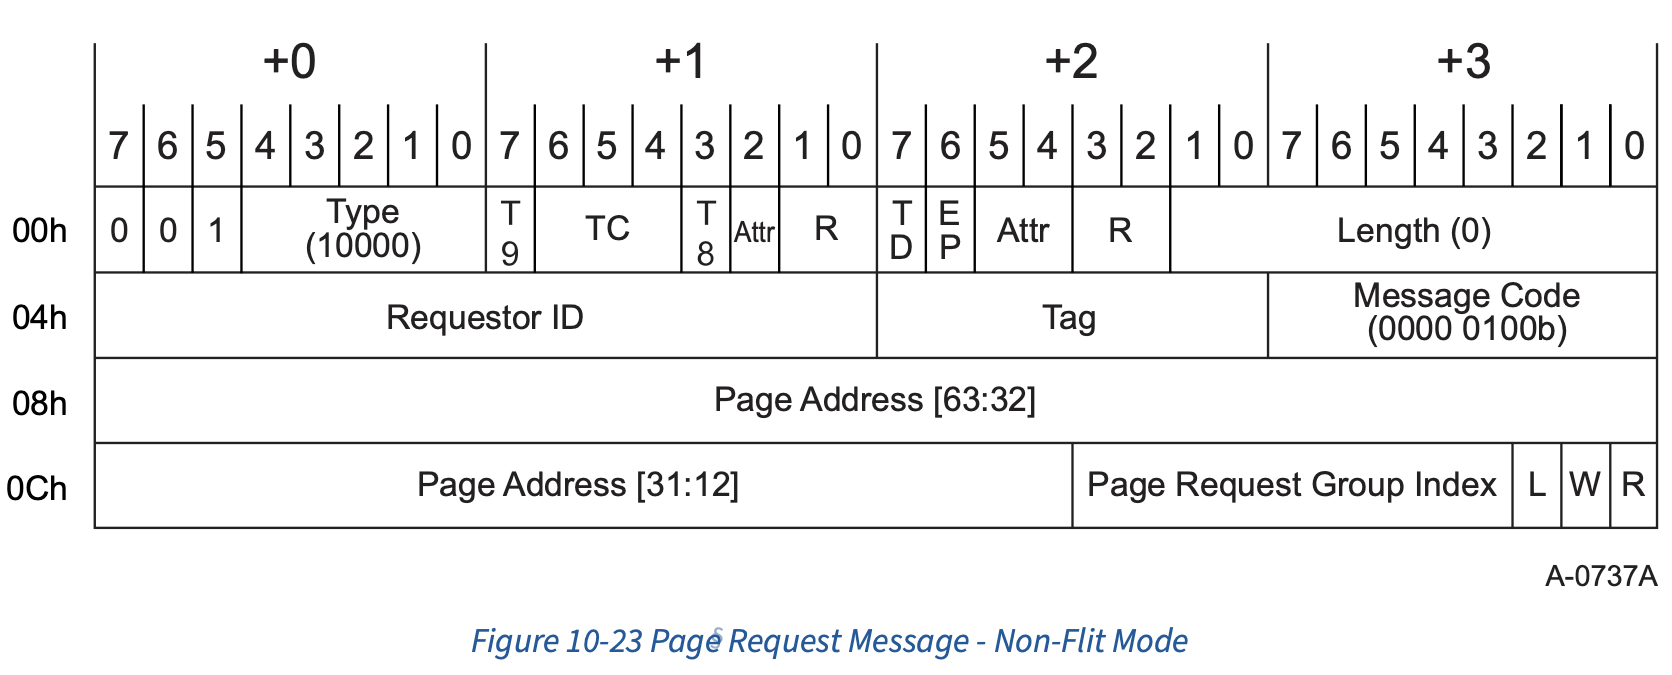 +0 +1 +2 +3
7 6 5 4 3 2 1 0 7 6 5 4 3 2 1 0 7 6 5 4 3 2 1 0 7 6 5 4 3 2 1 0
00h 0 0 1 Type (10000) T9 TC T8 Attr R TD EP Attr R Length (0)
04h Requestor ID Tag Message Code (0000 0100b)
08h Page Address [63:32]
0Ch Page Address [31:12] Page Request Group Index L W R
A-0737A
Figure 10-23 Page Request Message - Non-Flit Mode